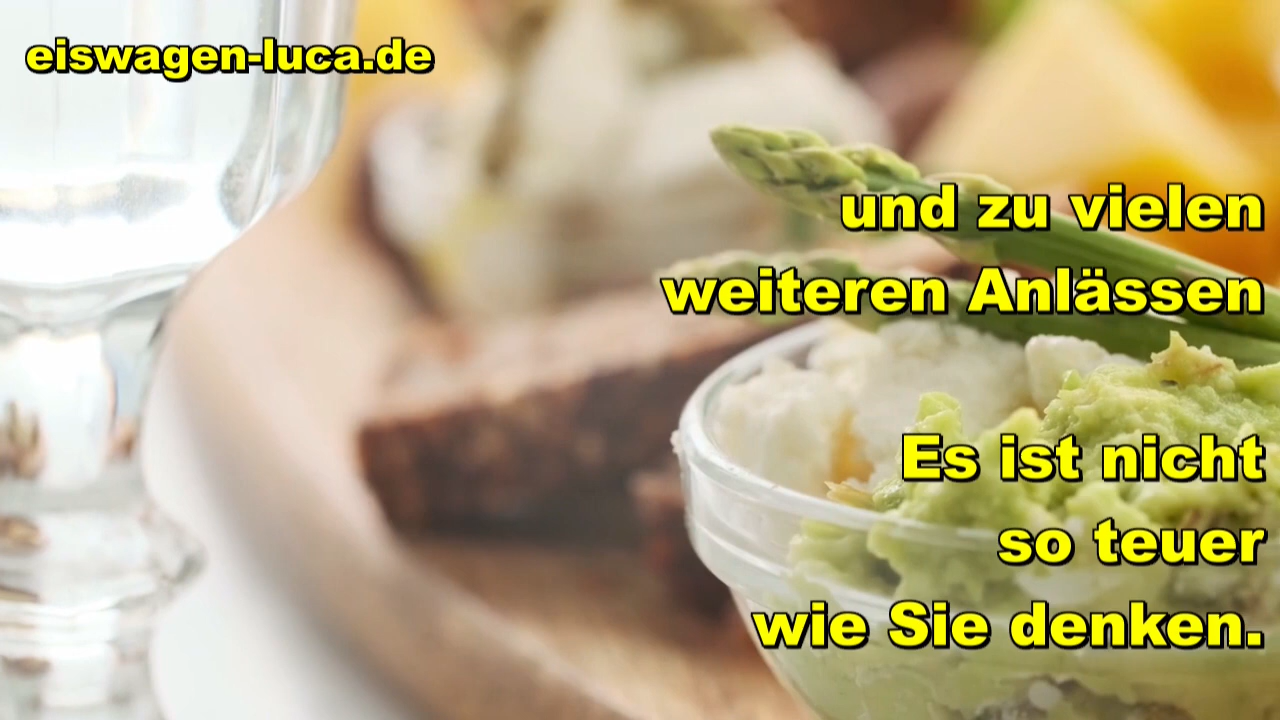 eiswagen-luca.de
und zu vielen
weiteren Anlässen
Es ist nicht
so teuer
wie Sie denken.